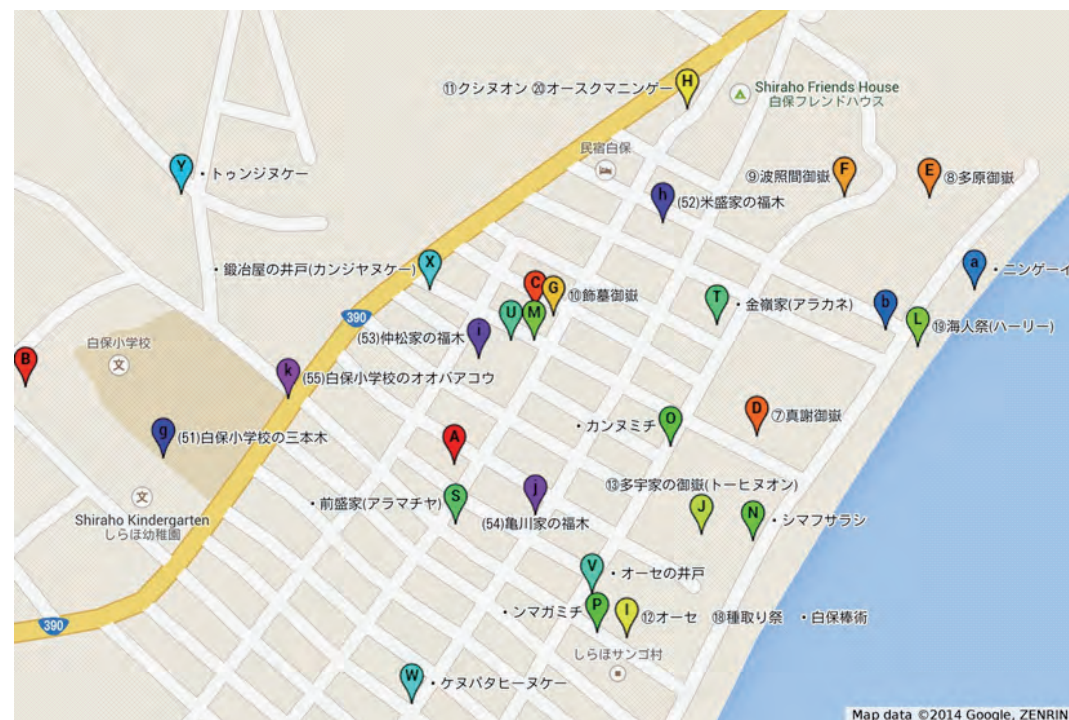 H
⑪クシヌオン ⑳オースクマニンゲー
Shiraho Friends House
白保フレンドハウス
民宿白保
Y
・トゥンジヌケー
F
⑨波照間御嶽
E
⑧多原御嶽
h
(52)米盛家の福木
X
・鍛冶屋の井戸(カンジヤヌケー)
C
G
⑩飾墓御嶽
a
・ニンゲーイ
T
・金嶺家(アラカネ)
b
L
⑲海人祭(ハーリー)
U
M
390
i
(53)仲松家の福木
白保小学校
文
B
k
(55)白保小学校のオオバアコウ
g
(51)白保小学校の三本木
A
・カンヌミチ
O
D
⑦真謝御嶽
文
Shiraho Kindergarten
しらほ幼稚園
・前盛家(アラマチヤ)
S
j
(54)亀川家の福木
⑬多宇家の御嶽(トーヒヌオン)
J
N
・シマフサラシ
V
・オーセの井戸
・ンマガミチ
P
I
⑫オーセ ⑱種取り祭 ・白保棒術
390
しらほサンゴ村
W
・ケヌパタヒーヌケー
Map data ©2014 Google, ZENRIN